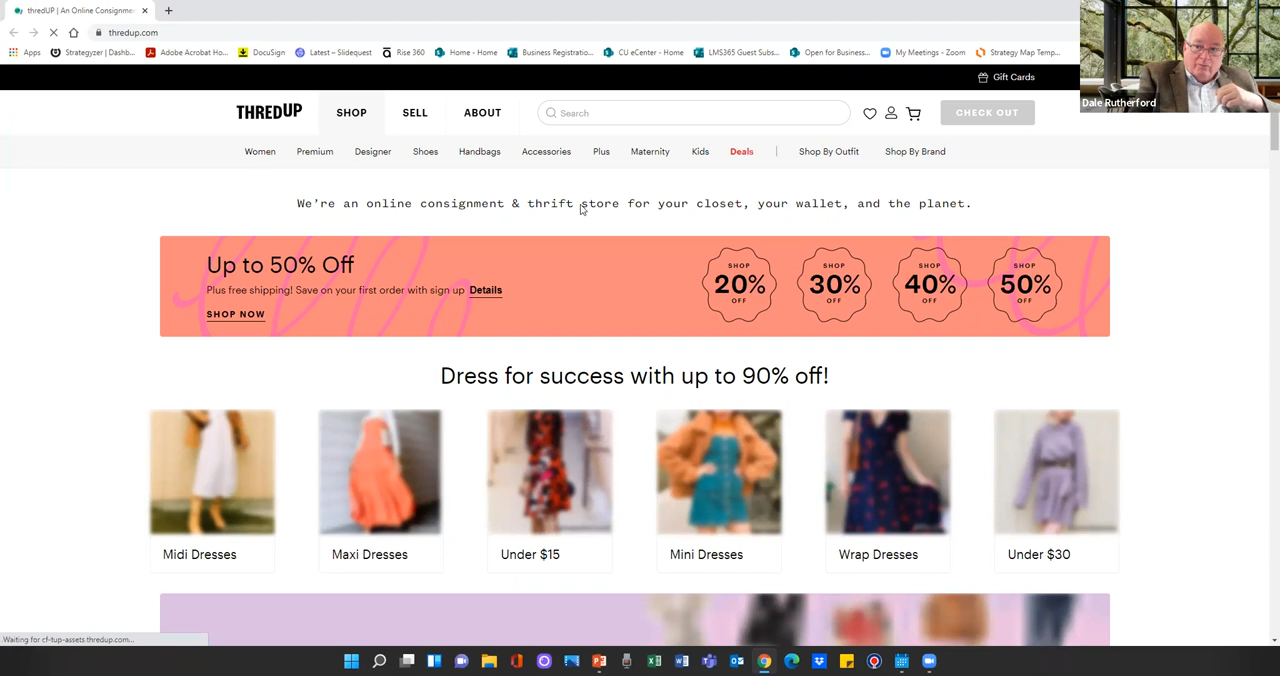 thredUP | An Online Consignme
thredup.com
Apps Strategyzer | Dashb... Adobe Acrobat Ho... DocuSign Latest – Slidequest Rise 360 Home - Home Business Registratio... CU eCenter - Home LMS365 Guest Subs... Open for Business... My Meetings - Zoom Strategy Map Temp...
Gift Cards
Dale Rutherford
THREDUP SHOP SELL ABOUT Search CHECK OUT
Women Premium Designer Shoes Handbags Accessories Plus Maternity Kids Deals | Shop By Outfit Shop By Brand
We're an online consignment & thrift store for your closet, your wallet, and the planet.
Up to 50% Off
Plus free shipping! Save on your first order with sign up Details
SHOP NOW
SHOP 20% OFF
SHOP 30% OFF
SHOP 40% OFF
SHOP 50% OFF
Dress for success with up to 90% off!
Midi Dresses Maxi Dresses Under $15 Mini Dresses Wrap Dresses Under $30
Waiting for cf-tup-assets.thredup.com...